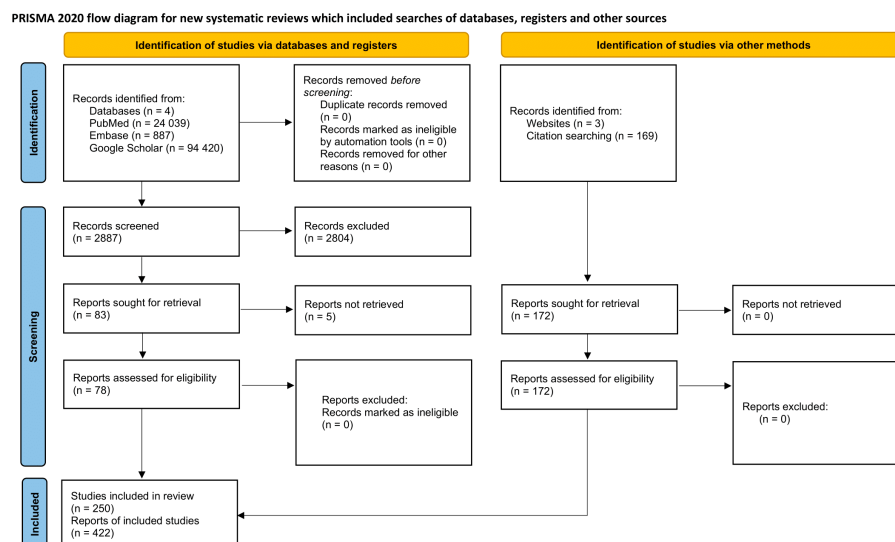 PRISMA 2020 flow diagram for new systematic reviews which included searches of databases, registers and other sources
Identification of studies via databases and registers
Identification of studies via other methods
Identification
Records identified from:
Databases (n = 4)
PubMed (n = 24 039)
Embase (n = 887)
Google Scholar (n = 94 420)
Records removed before
screening:
Duplicate records removed
(n = 0)
Records marked as ineligible
by automation tools (n = 0)
Records removed for other
reasons (n = 0)
Records identified from:
Websites (n = 3)
Citation searching (n = 169)
Screening
Records screened
(n = 2887)
Records excluded
(n = 2804)
Reports sought for retrieval
(n = 83)
Reports not retrieved
(n = 5)
Reports sought for retrieval
(n = 172)
Reports not retrieved
(n = 0)
Reports assessed for eligibility
(n = 78)
Reports excluded:
Records marked as ineligible
(n = 0)
Reports assessed for eligibility
(n = 172)
Reports excluded:
(n = 0)
Included
Studies included in review
(n = 250)
Reports of included studies
(n = 422)